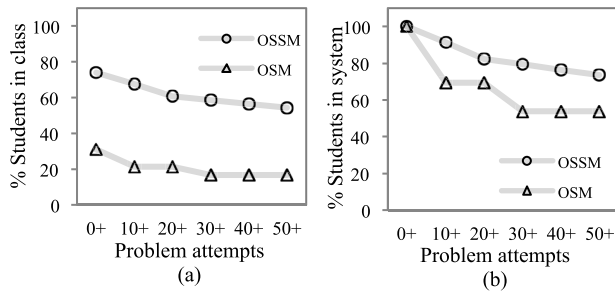 % Students in class
100
80
60
40
20
0
OSSM
OSM
0+ 10+ 20+ 30+ 40+ 50+
Problem attempts
(a)
% Students in system
100
80
60
40
20
0
OSSM
OSM
0+ 10+ 20+ 30+ 40+ 50+
Problem attempts
(b)